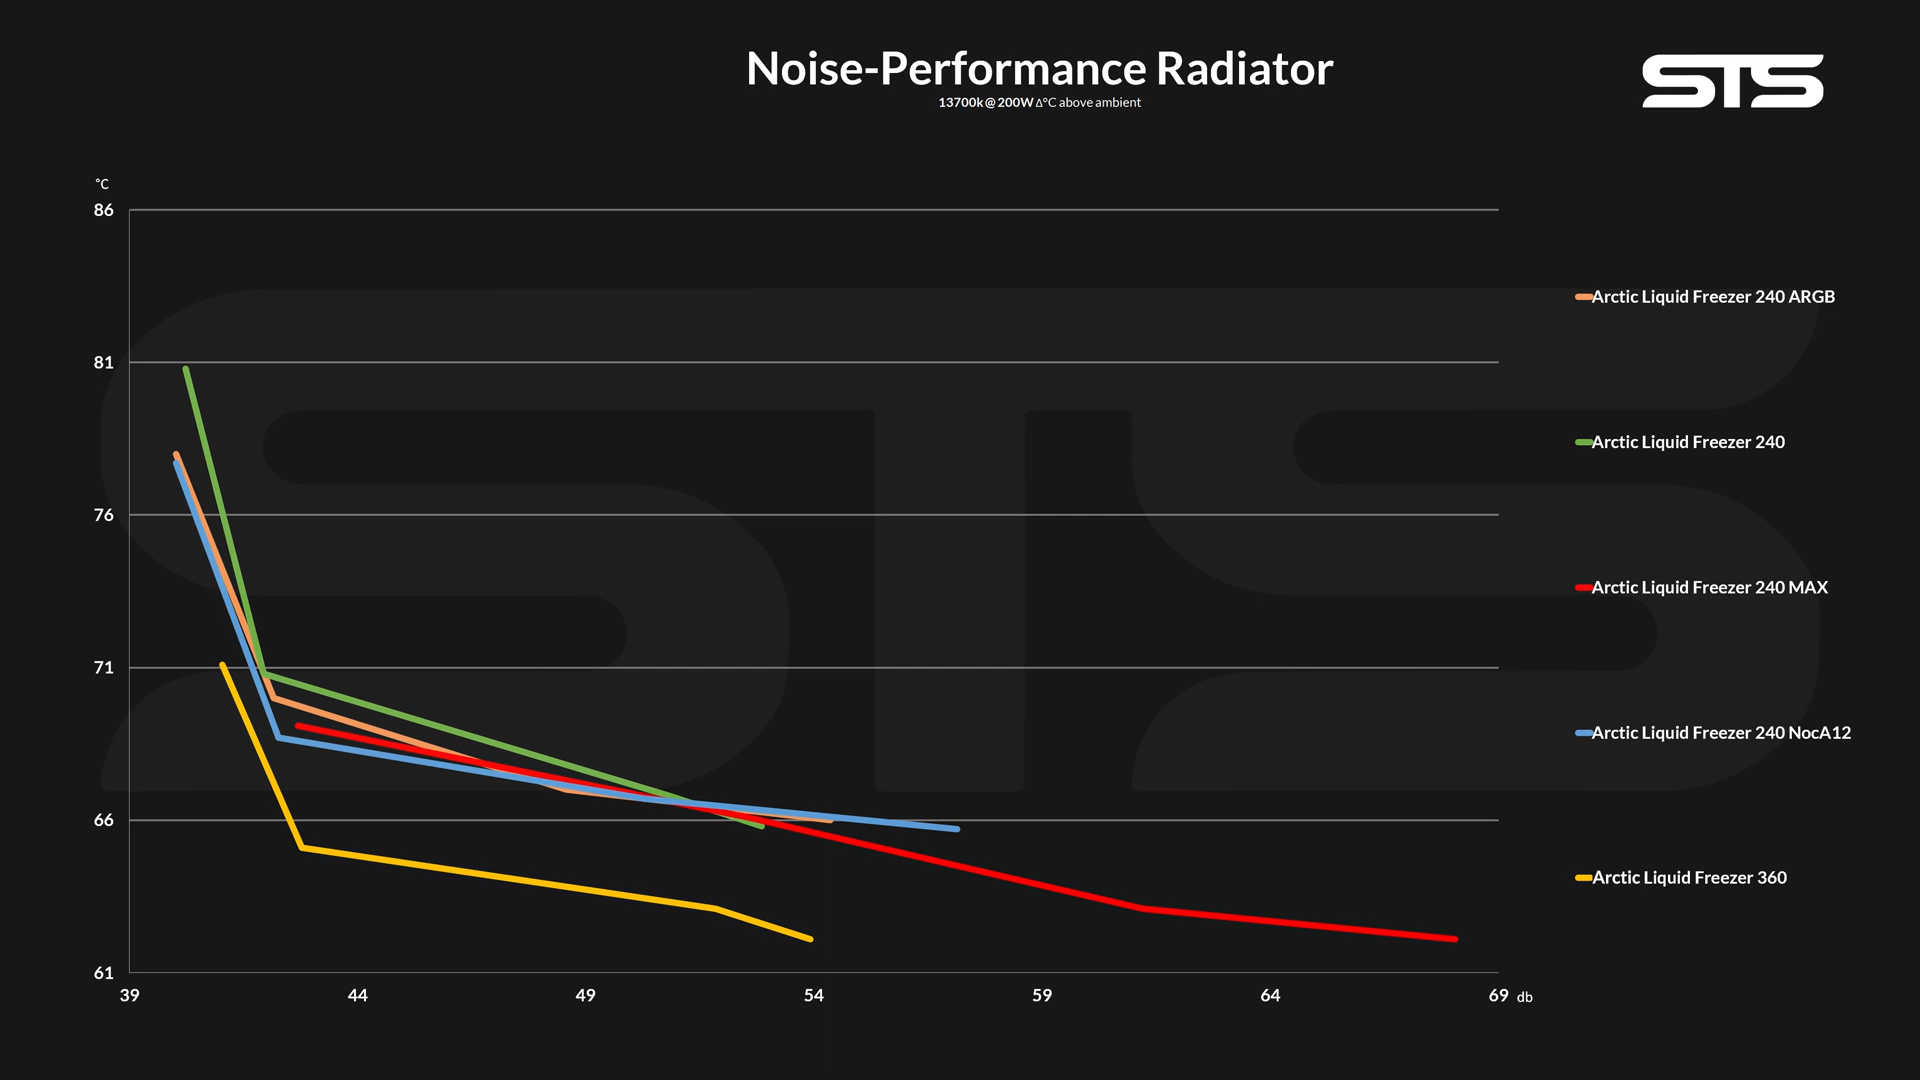 Noise-Performance Radiator
13700k@200W Δ°C above ambient
STS
°C
86
81
76
71
66
61
39 44 49 54 59 64 69 db
Arctic Liquid Freezer 240 ARGB
Arctic Liquid Freezer 240
Arctic Liquid Freezer 240 MAX
Arctic Liquid Freezer 240 NocA12
Arctic Liquid Freezer 360
STS